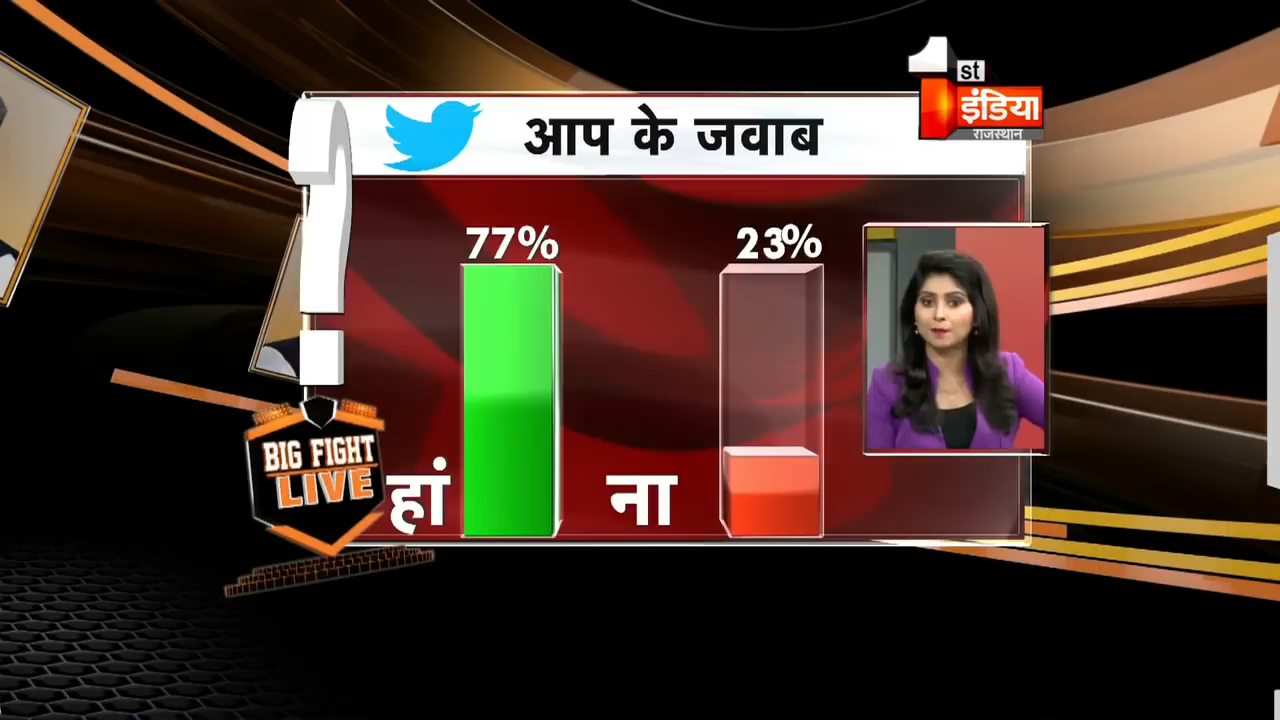 आप के जवाब
1st
इंडिया
राजस्थान
77%
23%
हां
ना
BIG FIGHT
LIVE